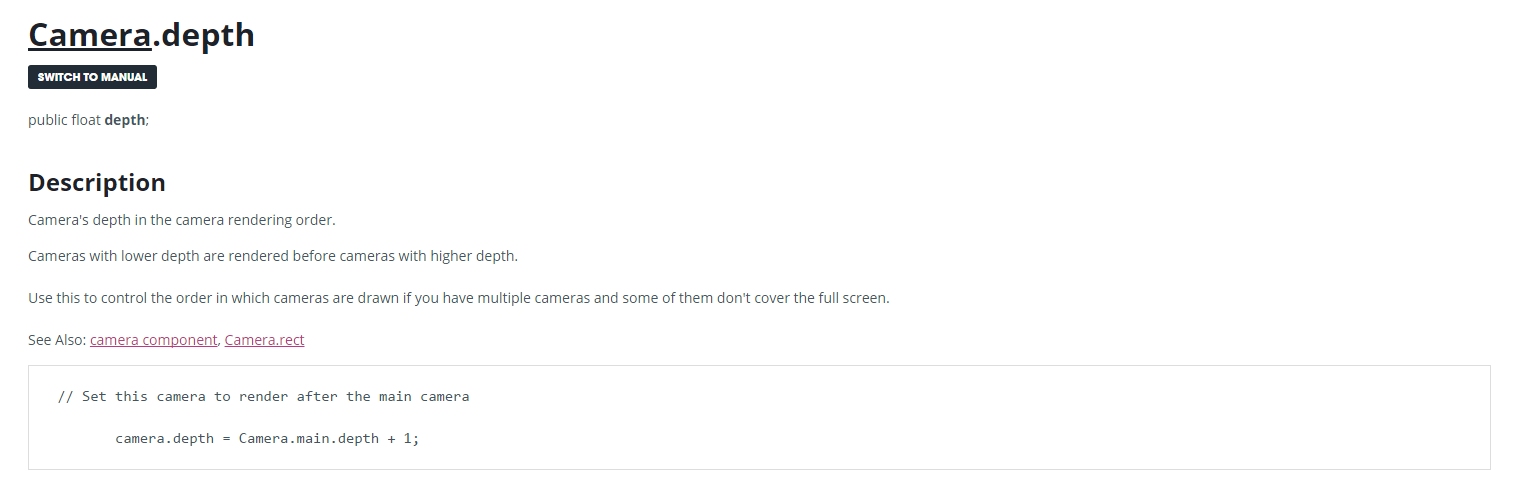 Camera.depth
SWITCH TO MANUAL
public float depth;
Description
Camera's depth in the camera rendering order.
Cameras with lower depth are rendered before cameras with higher depth.
Use this to control the order in which cameras are drawn if you have multiple cameras and some of them don't cover the full screen.
See Also: camera component, Camera.rect
// Set this camera to render after the main camera
camera.depth = Camera.main.depth + 1;